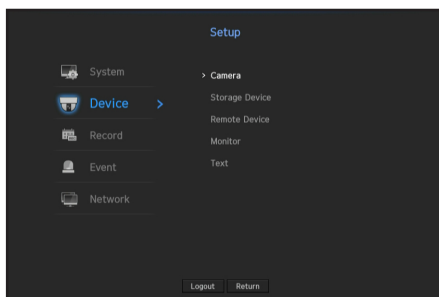 Setup
System
Device >
Record
Event
Network
> Camera
Storage Device
Remote Device
Monitor
Text
Logout Return